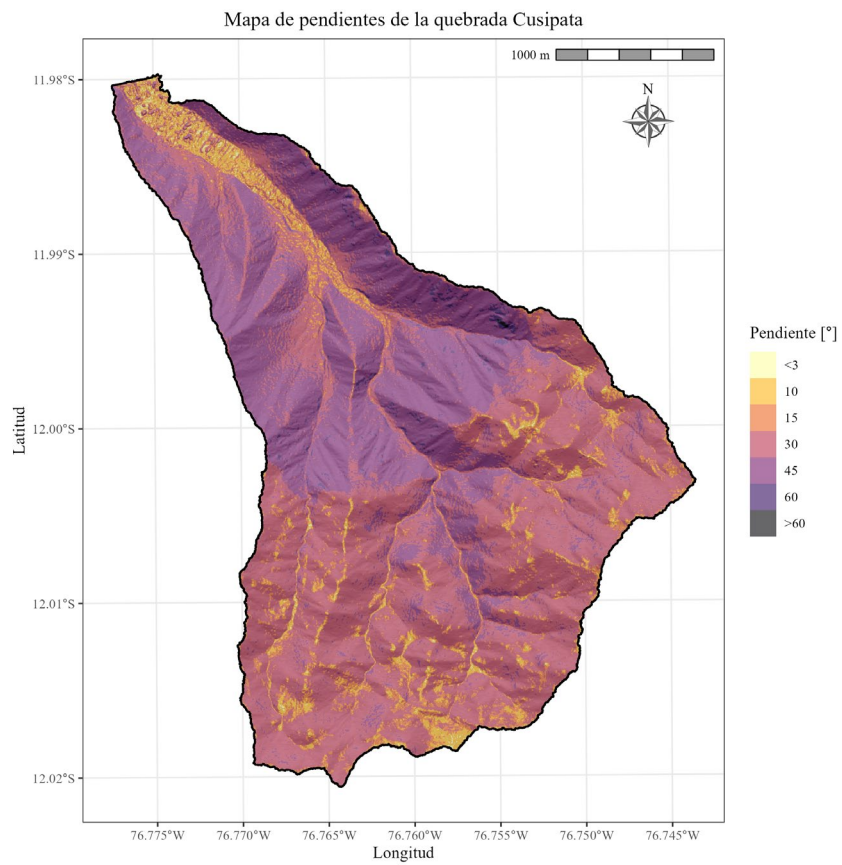 Mapa de pendientes de la quebrada Cusipata
1000 m
N
11.98°S
11.99°S
12.00°S
12.01°S
12.02°S
Latitud
76.775°W 76.770°W 76.765°W 76.760°W 76.755°W 76.750°W 76.745°W
Longitud
Pendiente [°]
<3
10
15
30
45
60
>60